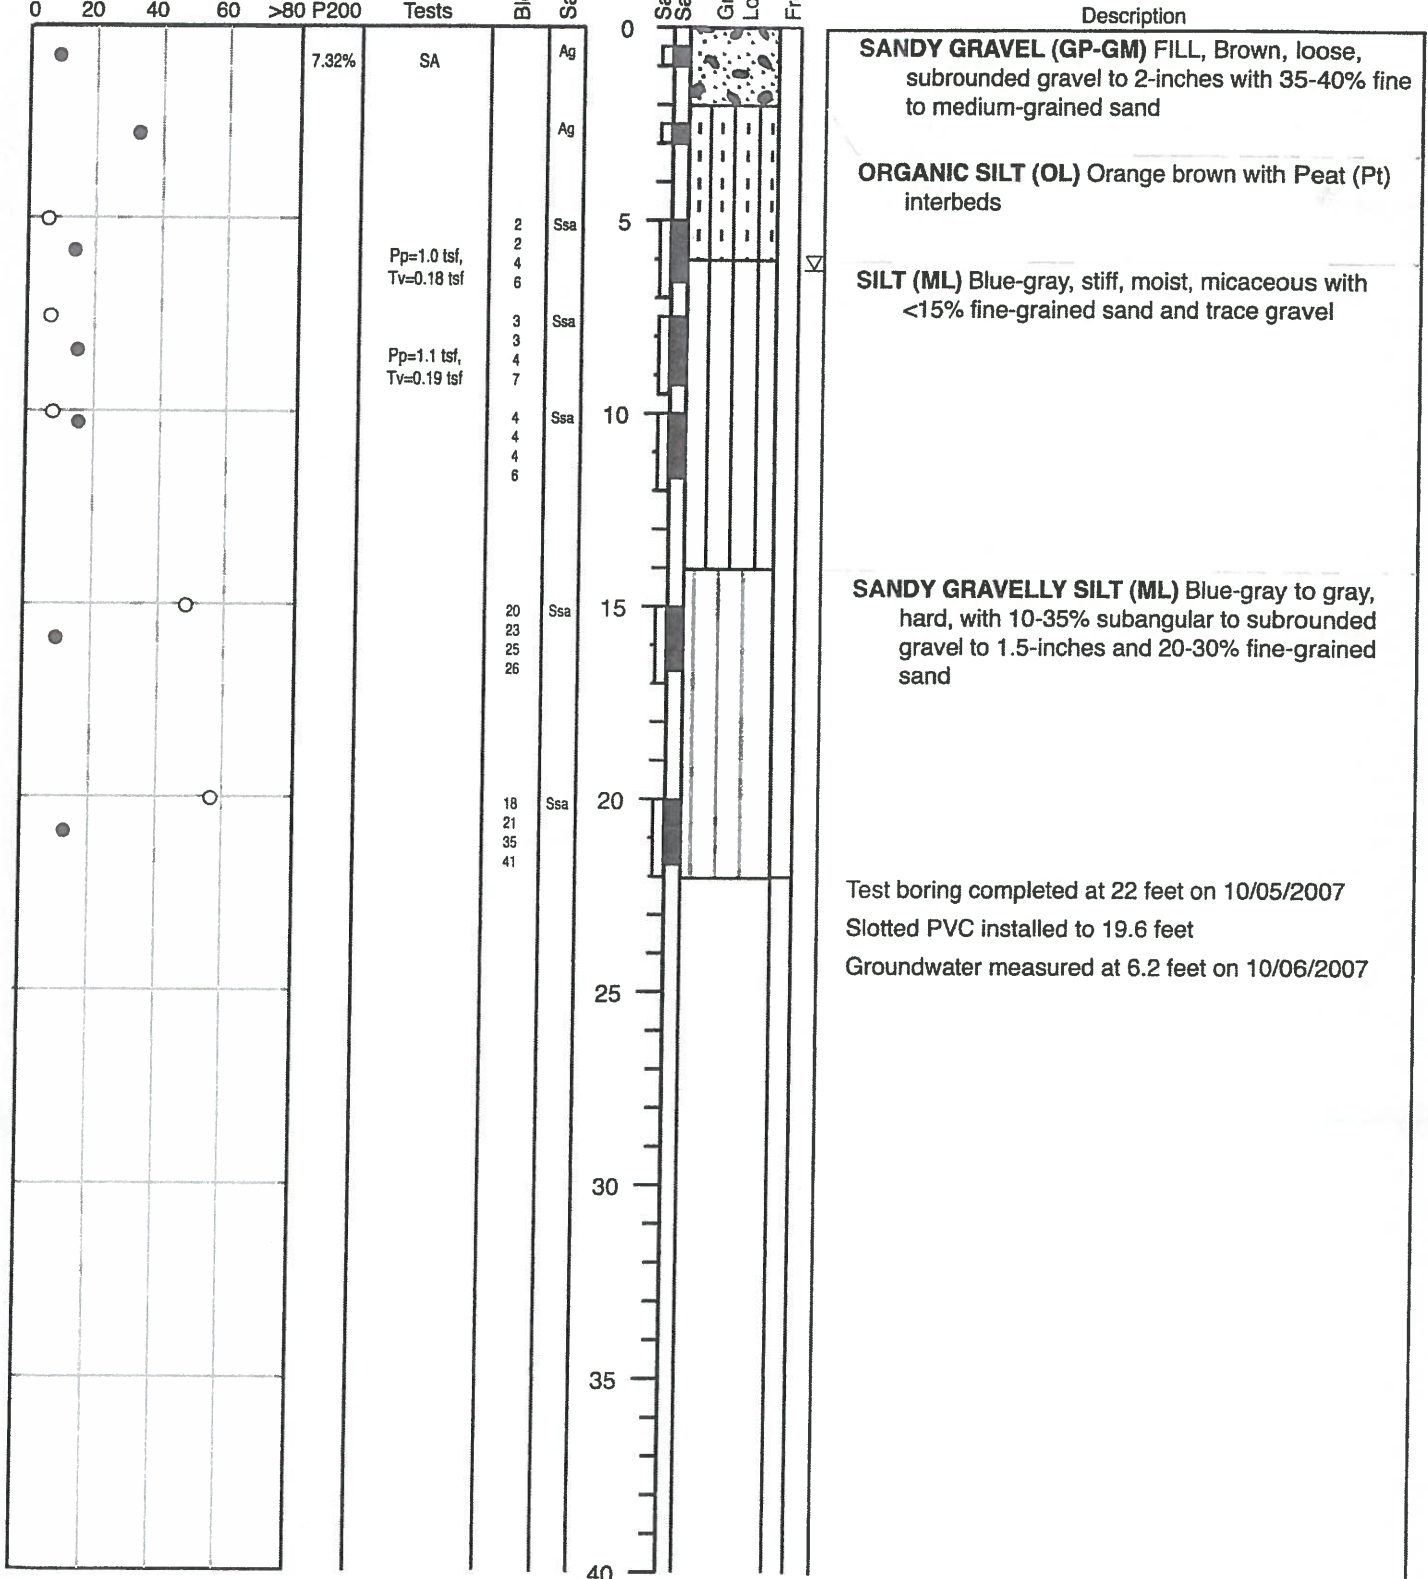 0 20 40 60 >80 P200 Tests Bl Sa Sa Sa Gr Lo Fr
Description
0
7.32% SA Ag
SANDY GRAVEL (GP-GM) FILL, Brown, loose,
subrounded gravel to 2-inches with 35-40% fine
to medium-grained sand
Ag
ORGANIC SILT (OL) Orange brown with Peat (Pt)
interbeds
5
2 Ssa
2
Pp=1.0 tsf,
4
Tv=0.18 tsf
6
SILT (ML) Blue-gray, stiff, moist, micaceous with
<15% fine-grained sand and trace gravel
3 Ssa
3
Pp=1.1 tsf,
4
Tv=0.19 tsf
7
10
4 Ssa
4
4
6
SANDY GRAVELLY SILT (ML) Blue-gray to gray,
hard, with 10-35% subangular to subrounded
gravel to 1.5-inches and 20-30% fine-grained
sand
15
20 Ssa
23
25
26
20
18 Ssa
21
35
41
Test boring completed at 22 feet on 10/05/2007
Slotted PVC installed to 19.6 feet
Groundwater measured at 6.2 feet on 10/06/2007
25
30
35
40